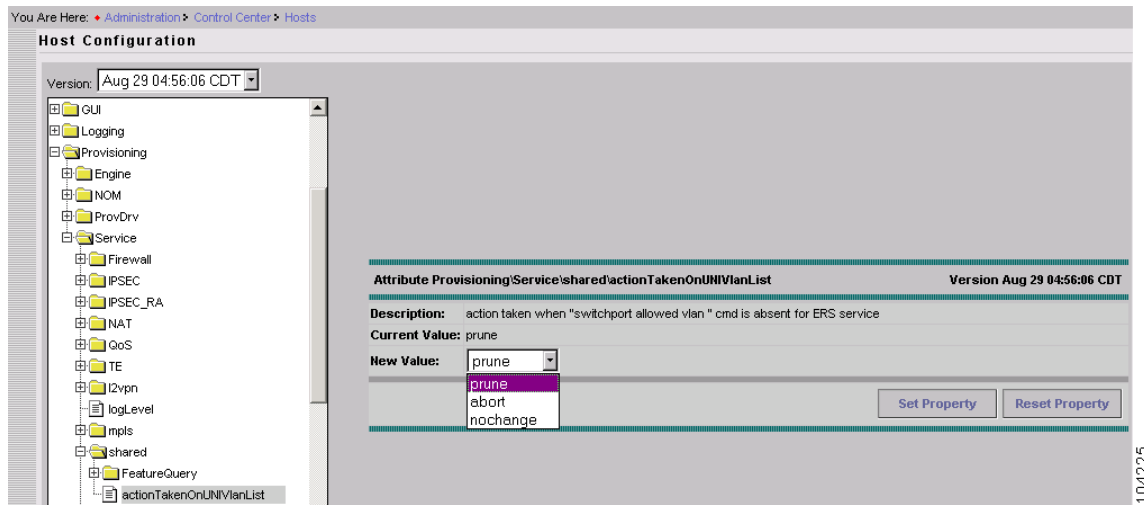 You Are Here: Administration Control Center Hosts
Host Configuration
Version: Aug 29 04:56:06 CDT
GUI
Logging
Provisioning
Engine
NOM
ProvDrv
Service
Firewall
IPSEC
IPSEC_RA
NAT
QoS
TE
l2vpn
logLevel
mpls
shared
FeatureQuery
actionTakenOnUNIVlanList
Attribute Provisioning\Service\shared\actionTakenOnUNIVlanList Version Aug 29 04:56:06 CDT
Description: action taken when "switchport allowed vlan " cmd is absent for ERS service
Current Value: prune
New Value: prune
prune
abort
nochange
Set Property Reset Property
104225